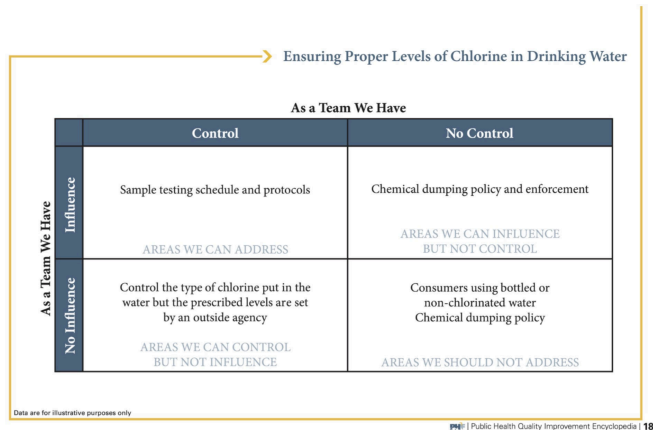 Ensuring Proper Levels of Chlorine in Drinking Water
As a Team We Have
Control
No Control
As a Team We Have
Influence
Sample testing schedule and protocols
AREAS WE CAN ADDRESS
Chemical dumping policy and enforcement
AREAS WE CAN INFLUENCE
BUT NOT CONTROL
No Influence
Control the type of chlorine put in the
water but the prescribed levels are set
by an outside agency
AREAS WE CAN CONTROL
BUT NOT INFLUENCE
Consumers using bottled or
non-chlorinated water
Chemical dumping policy
AREAS WE SHOULD NOT ADDRESS
Data are for illustrative purposes only
PHF | Public Health Quality Improvement Encyclopedia | 18